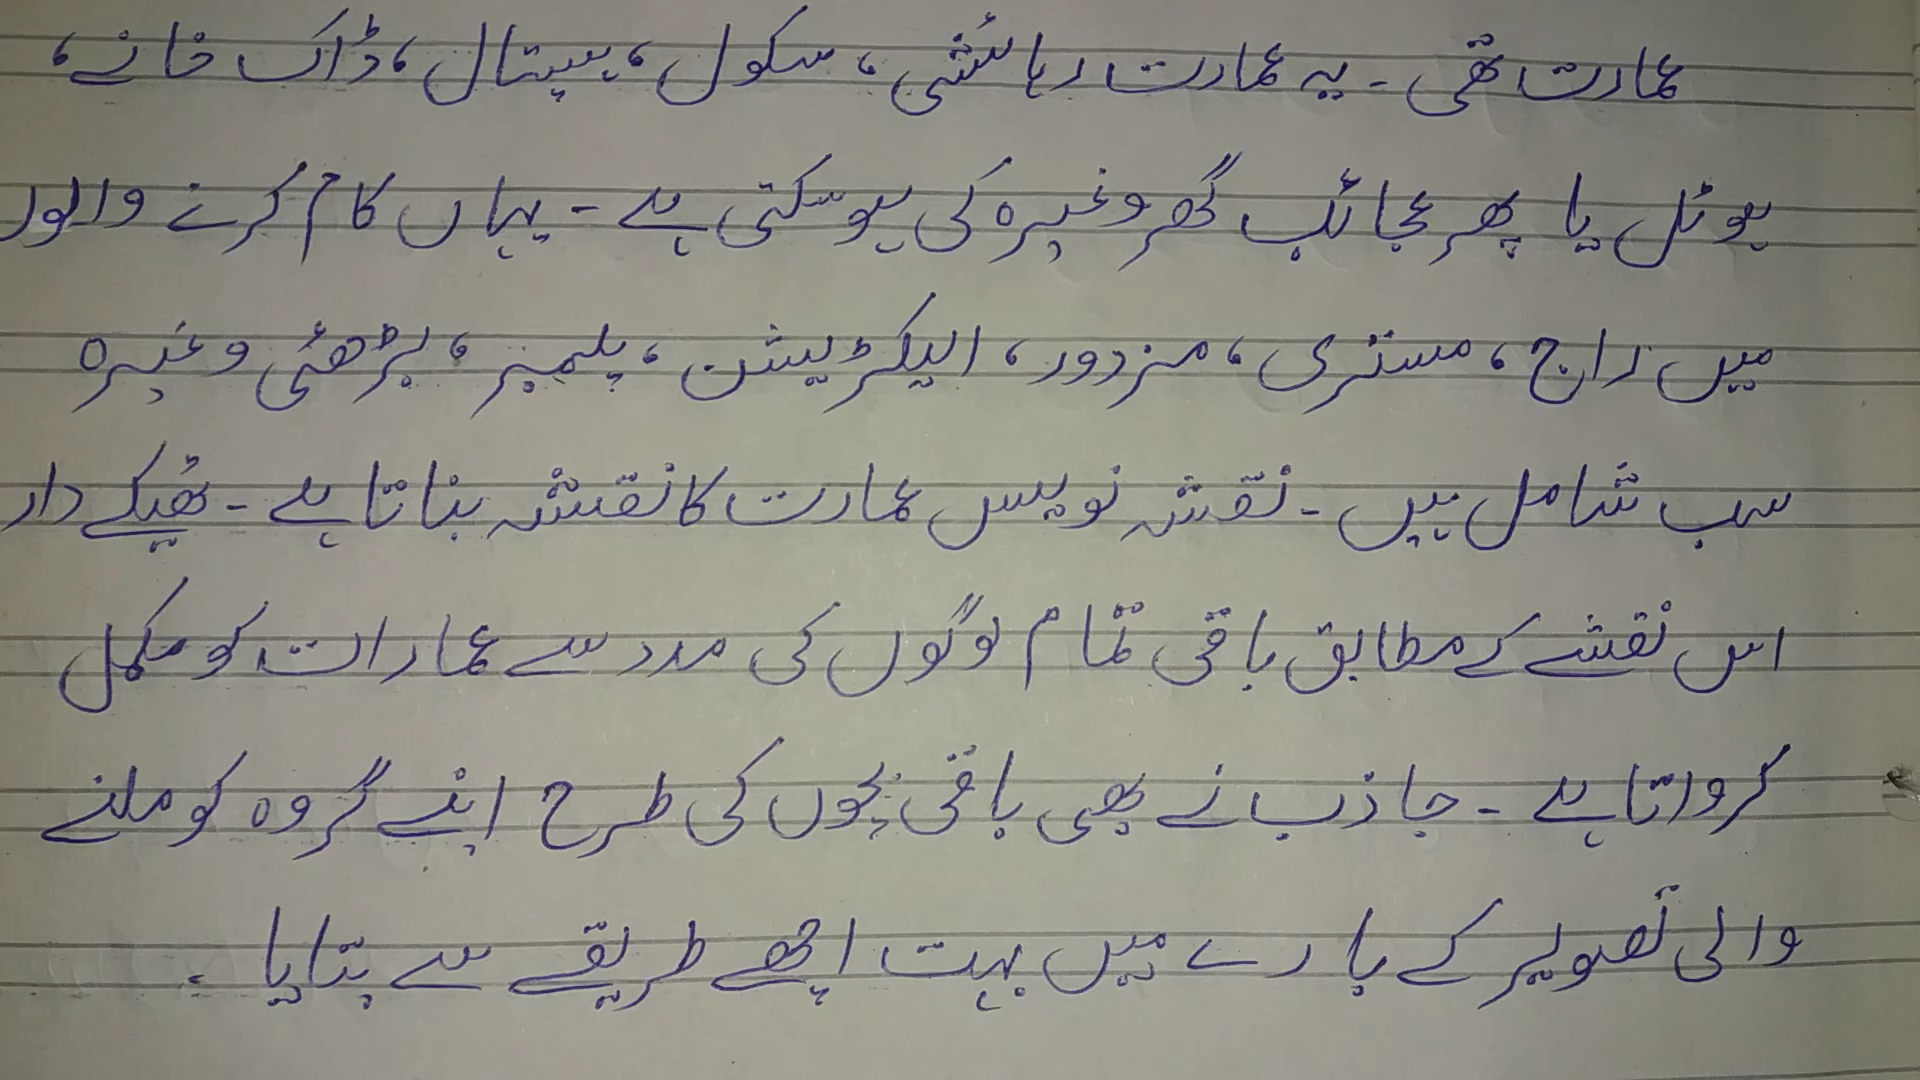 عمارت تھی ۔ یہ عمارت رہائشی، سکول، ہسپتال، ڈاک خانے،
ہوٹل یا پھر عجائب گھر وغیرہ کی ہو سکتی ہے ۔ یہاں کام کرنے والوں
میں راج، مستری، مزدور، الیکڑیشن، پلمبر، بڑھئی وغیرہ
سب شامل ہیں ۔ نقشہ نویس عمارت کا نقشہ بناتا ہے ۔ ٹھیکے دار
اس نقشے کے مطابق باقی تمام لوگوں کی مدد سے عمارات کو مکمل
کرواتا ہے ۔ جاذب نے بھی باقی بچوں کی طرح اپنے گروہ کو ملنے
والی تصویر کے بارے میں بہت اچھے طریقے سے بتایا ۔